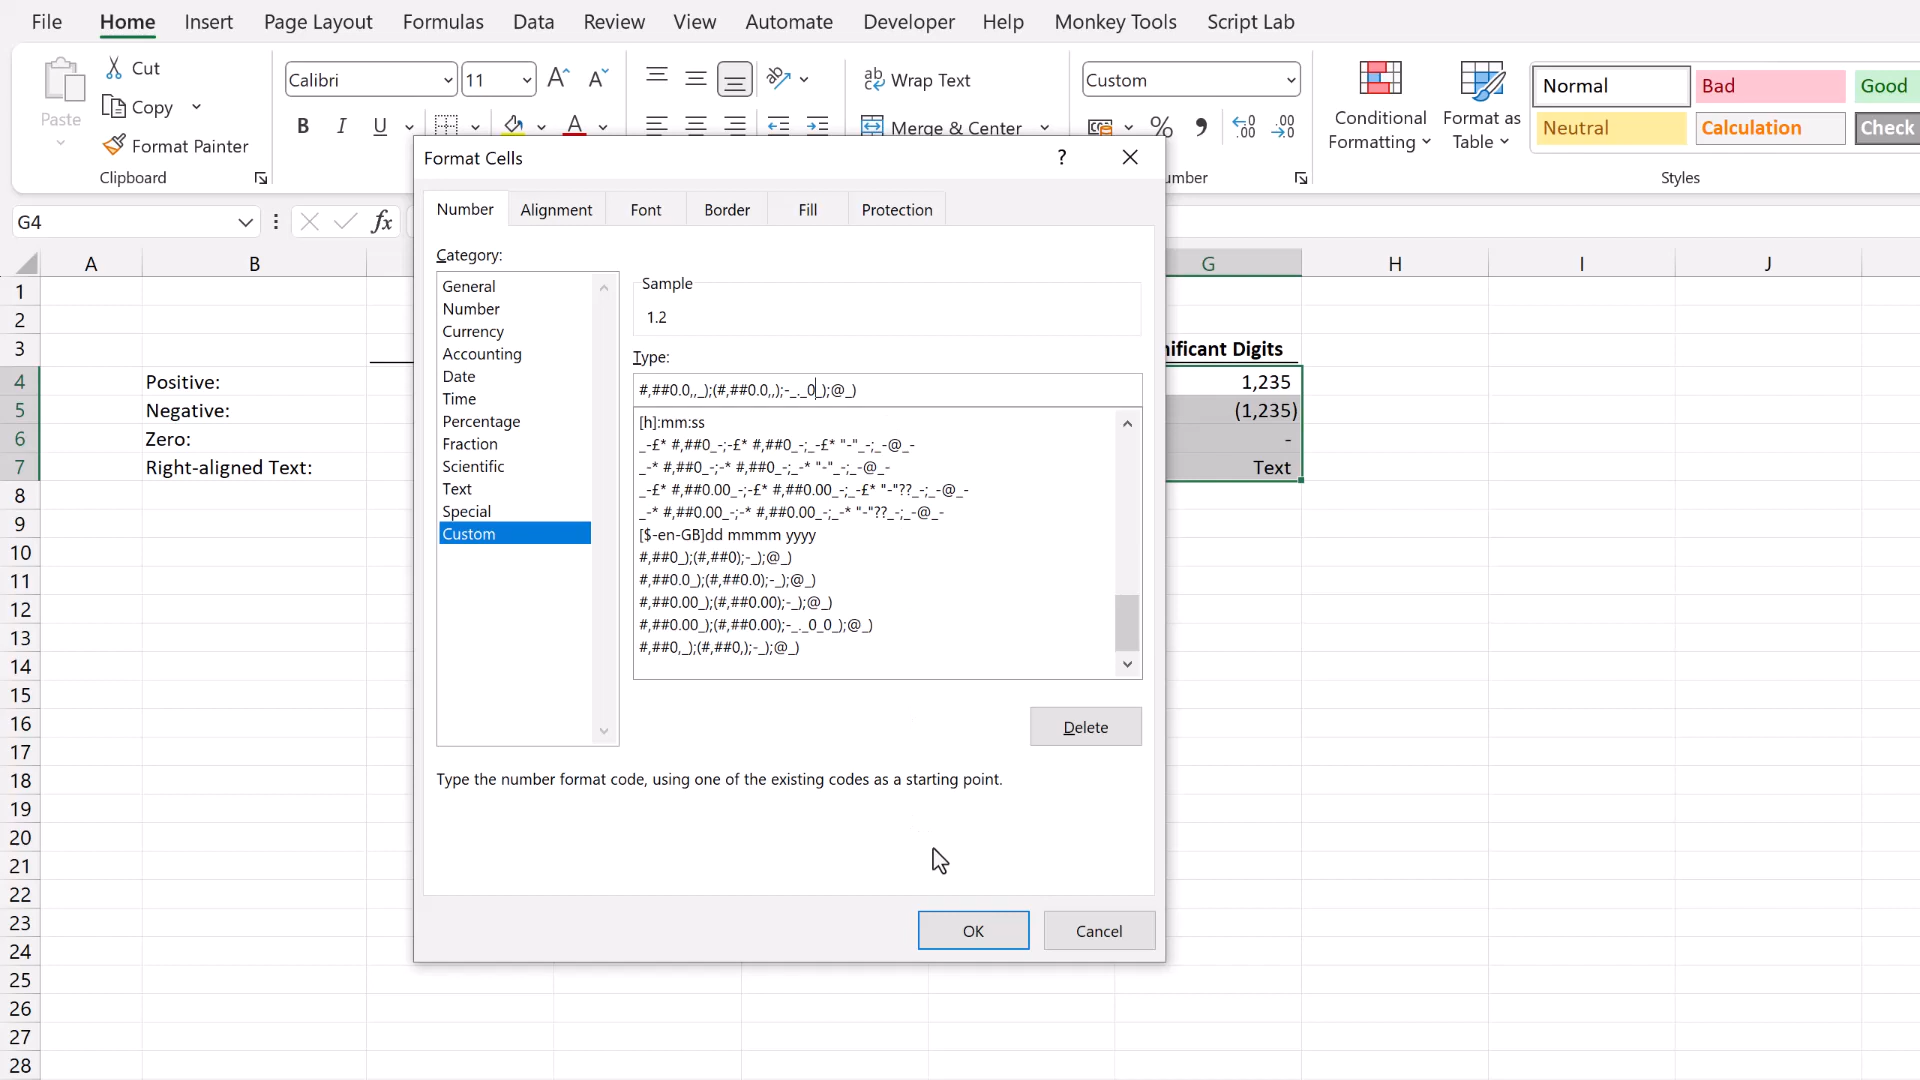 File Home Insert Page Layout Formulas Data Review View Automate Developer Help Monkey Tools Script Lab
Paste
Cut
Copy
Format Painter
Clipboard
Calibri 11
B I U
ab Wrap Text
Merge & Center
Custom
% 
umber
Conditional
Formatting
Format as
Table
Normal Bad Good
Neutral Calculation Check
Styles
G4
fx
A B G H I J
Format Cells
?
Number Alignment Font Border Fill Protection
Category:
General
Number
Currency
Accounting
Date
Time
Percentage
Fraction
Scientific
Text
Special
Custom
Sample
1.2
Type:
#,##0.0,,_);(#,##0.0,,);-_._0_);@_)
[h]:mm:ss
_-£* #,##0_-;-£* #,##0_-;_-£* "-"_-;_-@_-
_-* #,##0_-;-* #,##0_-;_-* "-"_-;_-@_-
_-£* #,##0.00_-;-£* #,##0.00_-;_-£* "-"??_-;_-@_-
_-* #,##0.00_-;-* #,##0.00_-;_-* "-"??_-;_-@_-
[$-en-GB]dd mmmm yyyy
#,##0_);(#,##0);-_);@_)
#,##0.0_);(#,##0.0);-_);@_)
#,##0.00_);(#,##0.00);-_);@_)
#,##0.00_);(#,##0.00);-_._0_0_);@_)
#,##0,_);(#,##0,);-_);@_)
Delete
Type the number format code, using one of the existing codes as a starting point.
OK Cancel
1
2
3 nificant Digits
4 Positive: 1,235
5 Negative: (1,235)
6 Zero: -
7 Right-aligned Text: Text
8
9
10
11
12
13
14
15
16
17
18
19
20
21
22
23
24
25
26
27
28